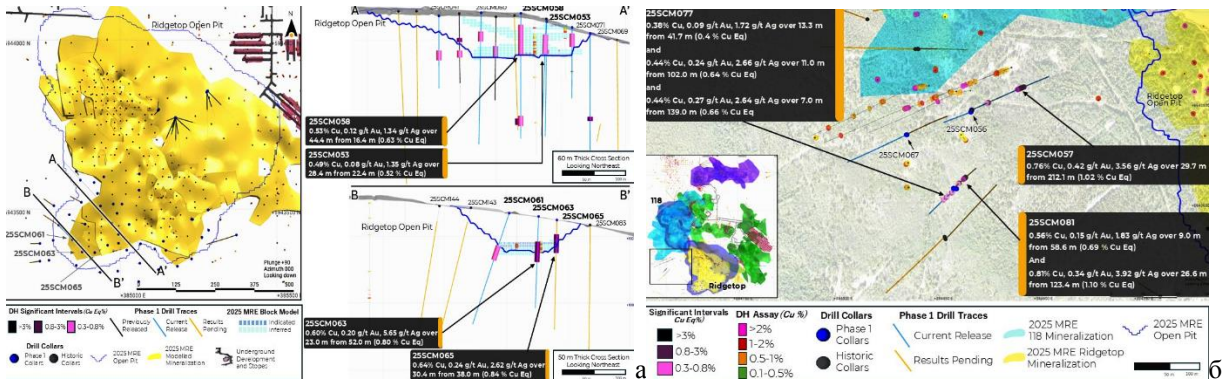 Ridgetop Open Pit
A
B
A'
B'
25SCM061
25SCM063
25SCM065
Plunge +90
Azimuth 000
Looking down
DH Significant Intervals (Cu Eq%)
>3%
0.8-3%
0.3-0.8%
Phase 1 Drill Traces
Previously
Released
Current
Release
Results
Pending
2025 MRE Block Model
Indicated
Inferred
Drill Collars
Phase 1
Collars
Historic
Collars
2025 MRE
Open Pit
2025 MRE
Modeled
Mineralization
Underground
Development
and Stopes
A
A'
Ridgetop Open Pit
25SCM058
25SCM053
25SCM071
25SCM069
25SCM058
0.53% Cu, 0.12 g/t Au, 1.34 g/t Ag over
44.4 m from 16.4 m (0.63 % Cu Eq)
25SCM053
0.49% Cu, 0.08 g/t Au, 1.35 g/t Ag over
28.4 m from 22.4 m (0.52 % Cu Eq)
60 m Thick Cross Section
Looking Northeast
B
B'
25SCM144
25SCM143
25SCM061
25SCM063
25SCM065
Ridgetop Open Pit
25SCM063
0.60% Cu, 0.20 g/t Au, 5.65 g/t Ag over
23.0 m from 52.0 m (0.80 % Cu Eq)
25SCM065
0.64% Cu, 0.24 g/t Au, 2.62 g/t Ag over
30.4 m from 38.0 m (0.84 % Cu Eq)
50 m Thick Cross Section
Looking Northeast
а
25SCM077
0.38% Cu, 0.09 g/t Au, 1.72 g/t Ag over 13.3 m
from 41.7 m (0.4 % Cu Eq)
and
0.44% Cu, 0.24 g/t Au, 2.66 g/t Ag over 11.0 m
from 102.0 m (0.64 % Cu Eq)
and
0.44% Cu, 0.27 g/t Au, 2.64 g/t Ag over 7.0 m
from 139.0 m (0.66 % Cu Eq)
Ridgetop
Open Pit
25SCM056
25SCM067
25SCM057
0.76% Cu, 0.42 g/t Au, 3.56 g/t Ag over 29.7 m
from 212.1 m (1.02 % Cu Eq)
25SCM081
0.56% Cu, 0.15 g/t Au, 1.83 g/t Ag over 9.0 m
from 58.6 m (0.69 % Cu Eq)
And
0.81% Cu, 0.34 g/t Au, 3.92 g/t Ag over 26.6 m
from 123.4 m (1.10 % Cu Eq)
118
Ridgetop
Significant Intervals
Cu Eq%)
>3%
0.8-3%
0.3-0.8%
DH Assay (Cu %)
>2%
1-2%
0.5-1%
0.1-0.5%
Drill Collars
Phase 1
Collars
Historic
Collars
Phase 1 Drill Traces
Current Release
Results Pending
2025 MRE
118 Mineralization
2025 MRE Ridgetop
Mineralization
2025 MRE
Open Pit
б